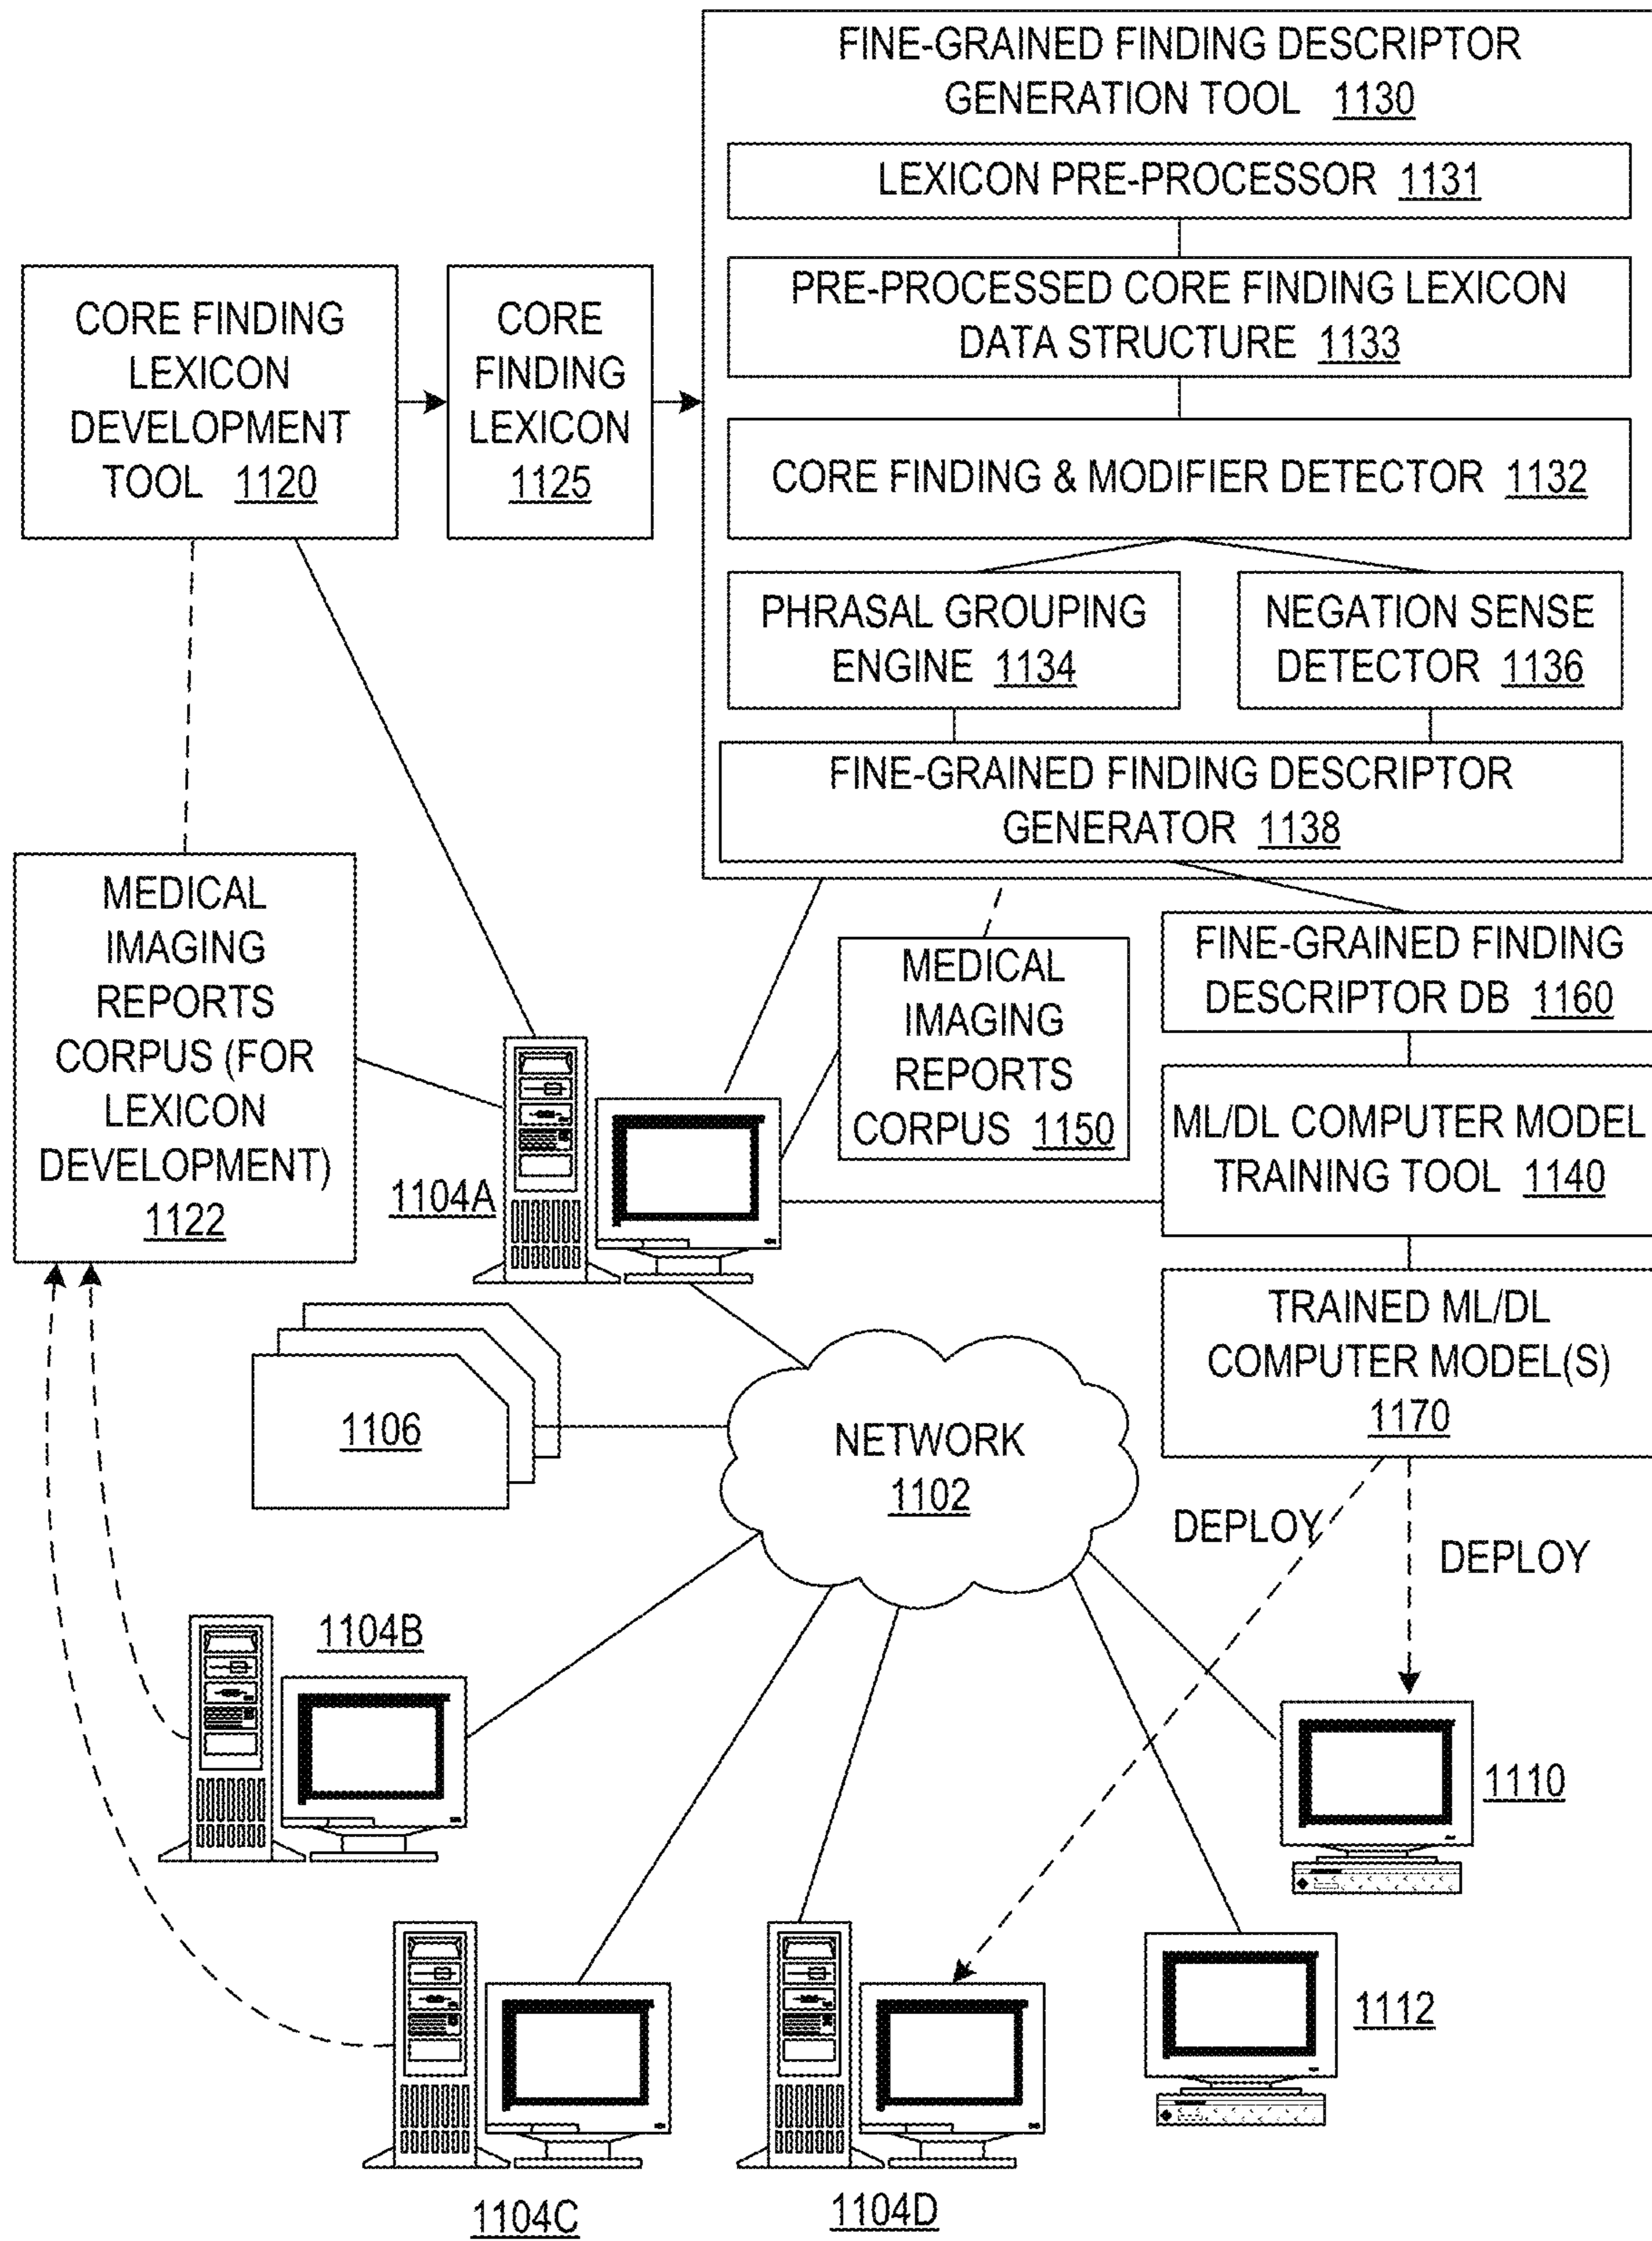 FINE-GRAINED FINDING DESCRIPTOR
GENERATION TOOL 1130
LEXICON PRE-PROCESSOR 1131
PRE-PROCESSED CORE FINDING LEXICON
DATA STRUCTURE 1133
CORE FINDING & MODIFIER DETECTOR 1132
PHRASAL GROUPING
ENGINE 1134
NEGATION SENSE
DETECTOR 1136
FINE-GRAINED FINDING DESCRIPTOR
GENERATOR 1138
CORE FINDING
LEXICON
DEVELOPMENT
TOOL 1120
CORE
FINDING
LEXICON
1125
MEDICAL
IMAGING
REPORTS
CORPUS (FOR
LEXICON
DEVELOPMENT)
1122
MEDICAL
IMAGING
REPORTS
CORPUS 1150
FINE-GRAINED FINDING
DESCRIPTOR DB 1160
ML/DL COMPUTER MODEL
TRAINING TOOL 1140
TRAINED ML/DL
COMPUTER MODEL(S)
1170
1104A
1106
NETWORK
1102
DEPLOY
DEPLOY
1104B
1110
1112
1104C
1104D